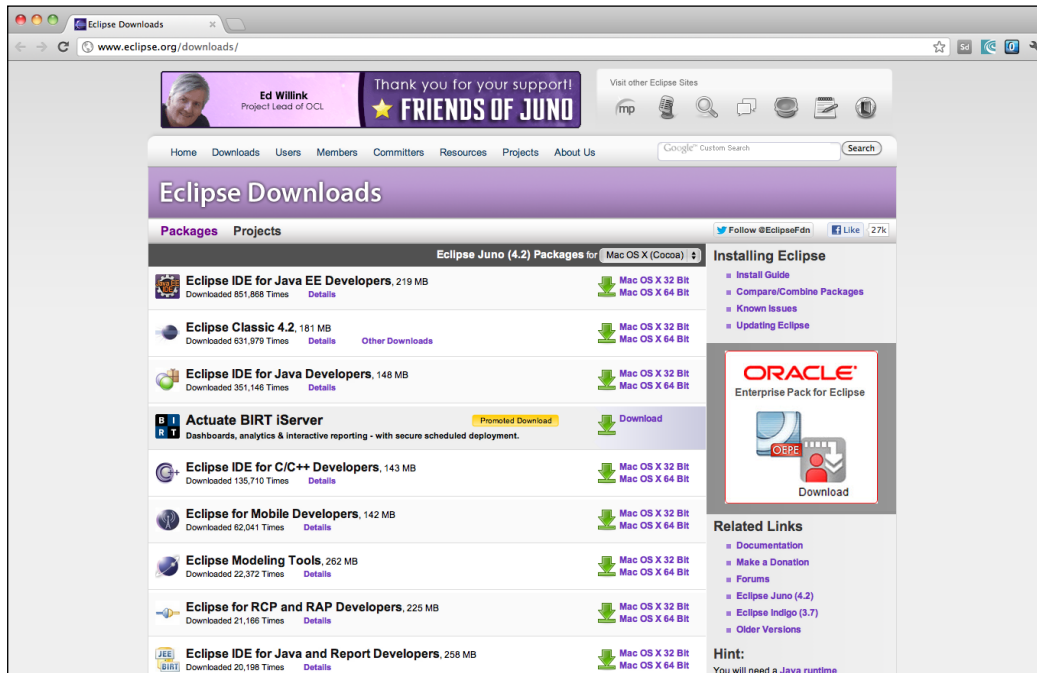 Eclipse Downloads
www.eclipse.org/downloads/
Sd
Ed Willink
Project Lead of OCL
Thank you for your support!
FRIENDS OF JUNO
Visit other Eclipse Sites
mp
Home Downloads Users Members Committers Resources Projects About Us
Google™ Custom Search
Search
Eclipse Downloads
Packages Projects
Follow @EclipseFdn
Like 27k
Eclipse Juno (4.2) Packages for Mac OS X (Cocoa)
Eclipse IDE for Java EE Developers, 219 MB
Downloaded 851,868 Times Details
Mac OS X 32 Bit
Mac OS X 64 Bit
Eclipse Classic 4.2, 181 MB
Downloaded 631,979 Times Details Other Downloads
Mac OS X 32 Bit
Mac OS X 64 Bit
Eclipse IDE for Java Developers, 148 MB
Downloaded 351,146 Times Details
Mac OS X 32 Bit
Mac OS X 64 Bit
B I
R T
Actuate BIRT iServer
Promoted Download
Dashboards, analytics & interactive reporting - with secure scheduled deployment.
Download
Eclipse IDE for C/C++ Developers, 143 MB
Downloaded 135,710 Times Details
Mac OS X 32 Bit
Mac OS X 64 Bit
Eclipse for Mobile Developers, 142 MB
Downloaded 62,041 Times Details
Mac OS X 32 Bit
Mac OS X 64 Bit
Eclipse Modeling Tools, 262 MB
Downloaded 22,372 Times Details
Mac OS X 32 Bit
Mac OS X 64 Bit
Eclipse for RCP and RAP Developers, 225 MB
Downloaded 21,166 Times Details
Mac OS X 32 Bit
Mac OS X 64 Bit
JEE
BIRT
Eclipse IDE for Java and Report Developers, 258 MB
Downloaded 20,198 Times Details
Mac OS X 32 Bit
Mac OS X 64 Bit
Installing Eclipse
Install Guide
Compare/Combine Packages
Known Issues
Updating Eclipse
ORACLE
Enterprise Pack for Eclipse
OEPE
Download
Related Links
Documentation
Make a Donation
Forums
Eclipse Juno (4.2)
Eclipse Indigo (3.7)
Older Versions
Hint:
You will need a Java runtime